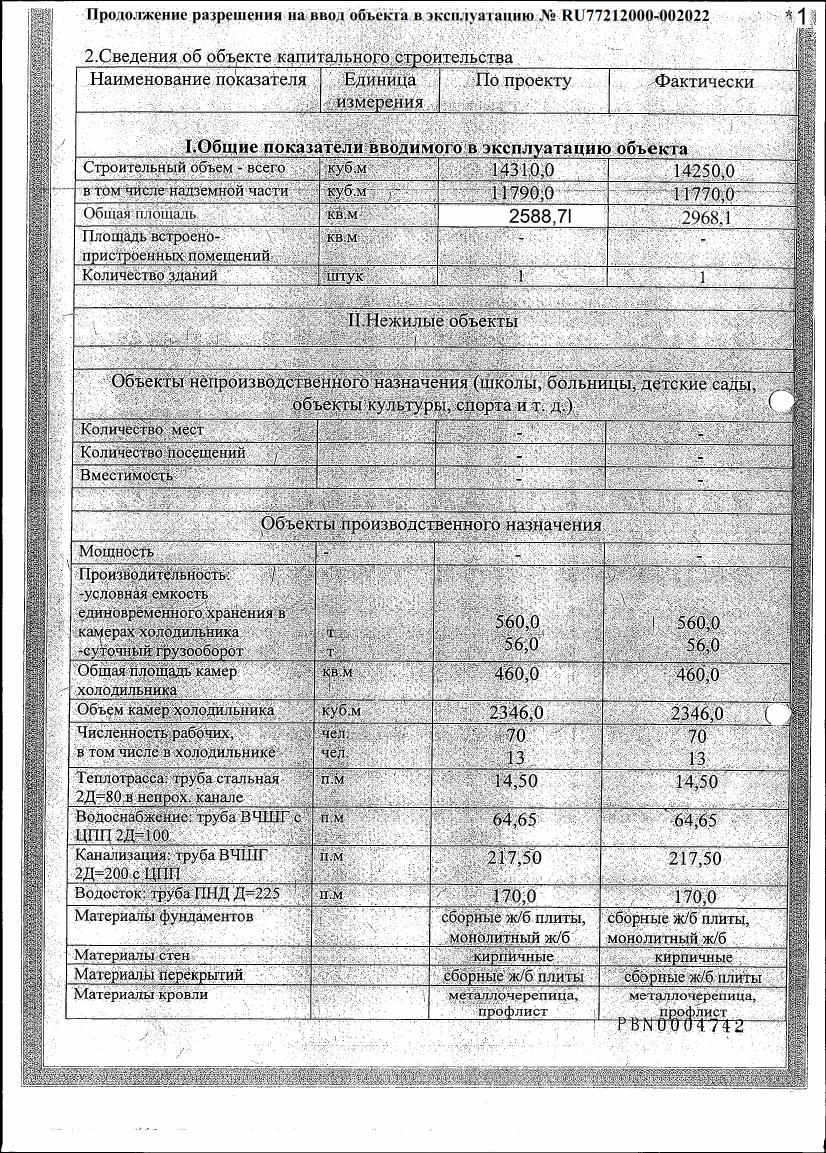 Продолжение разрешения на ввод объекта в эксплуатацию № RU77212000-002022 *1
2.Сведения об объекте капитального строительства
Наименование показателя Единица измерения По проекту Фактически
I.Общие показатели вводимого в эксплуатацию объекта
Строительный объем - всего куб.м 14310,0 14250,0
в том числе надземной части куб.м 11790,0 11770,0
Общая площадь кв.м 2588,7I 2968,1
Площадь встроено- кв.м - -
пристроенных помещений
Количество зданий штук 1 1
II.Нежилые объекты
Объекты непроизводственного назначения (школы, больницы, детские сады,
объекты культуры, спорта и т. д.)
Количество мест - -
Количество посещений - -
Вместимость - -
Объекты производственного назначения
Мощность - - -
Производительность:
-условная емкость
единовременного хранения в 560,0 560,0
камерах холодильника т
-суточный грузооборот т 56,0 56,0
Общая площадь камер кв.м 460,0 460,0
холодильника
Объем камер холодильника куб.м 2346,0 2346,0
Численность рабочих, чел. 70 70
в том числе в холодильнике чел. 13 13
Теплотрасса: труба стальная п.м 14,50 14,50
2Д=80 в непрох. канале
Водоснабжение: труба ВЧШГ с п.м 64,65 64,65
ЦПП 2Д=100
Канализация: труба ВЧШГ п.м 217,50 217,50
2Д=200 с ЦПП
Водосток: труба ПНД Д=225 п.м 170,0 170,0
Материалы фундаментов сборные ж/б плиты, сборные ж/б плиты,
монолитный ж/б монолитный ж/б
Материалы стен кирпичные кирпичные
Материалы перекрытий сборные ж/б плиты сборные ж/б плиты
Материалы кровли металлочерепица, металлочерепица,
профлист профлист
PBN0004742